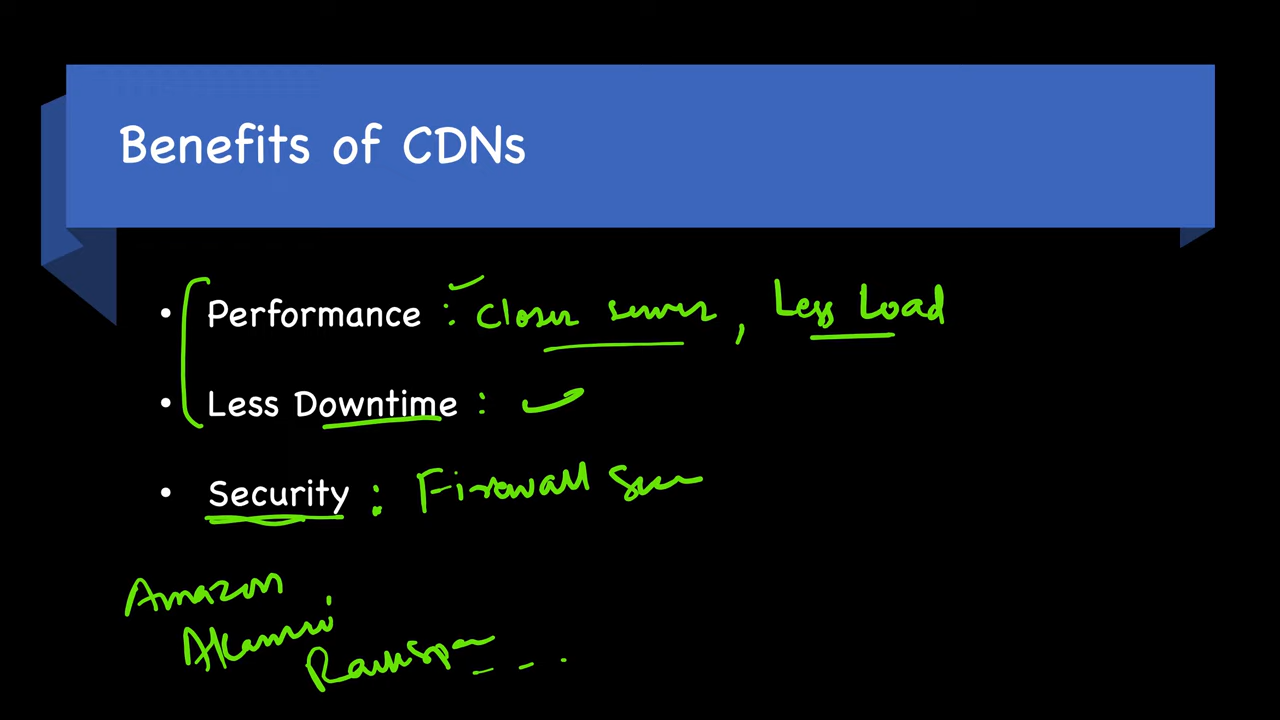 Benefits of CDNs
• Performance : Closer server, Less Load
• Less Downtime :
• Security : Firewall
Amazon
Akamai